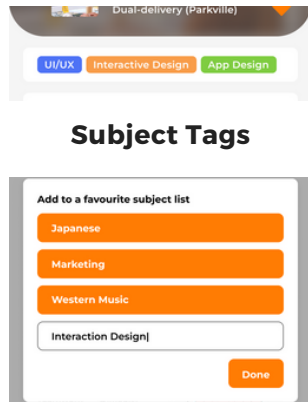 Dual-delivery (Parkville)
UI/UX Interactive Design App Design
Subject Tags
Add to a favourite subject list
Japanese
Marketing
Western Music
Interaction Design
Done